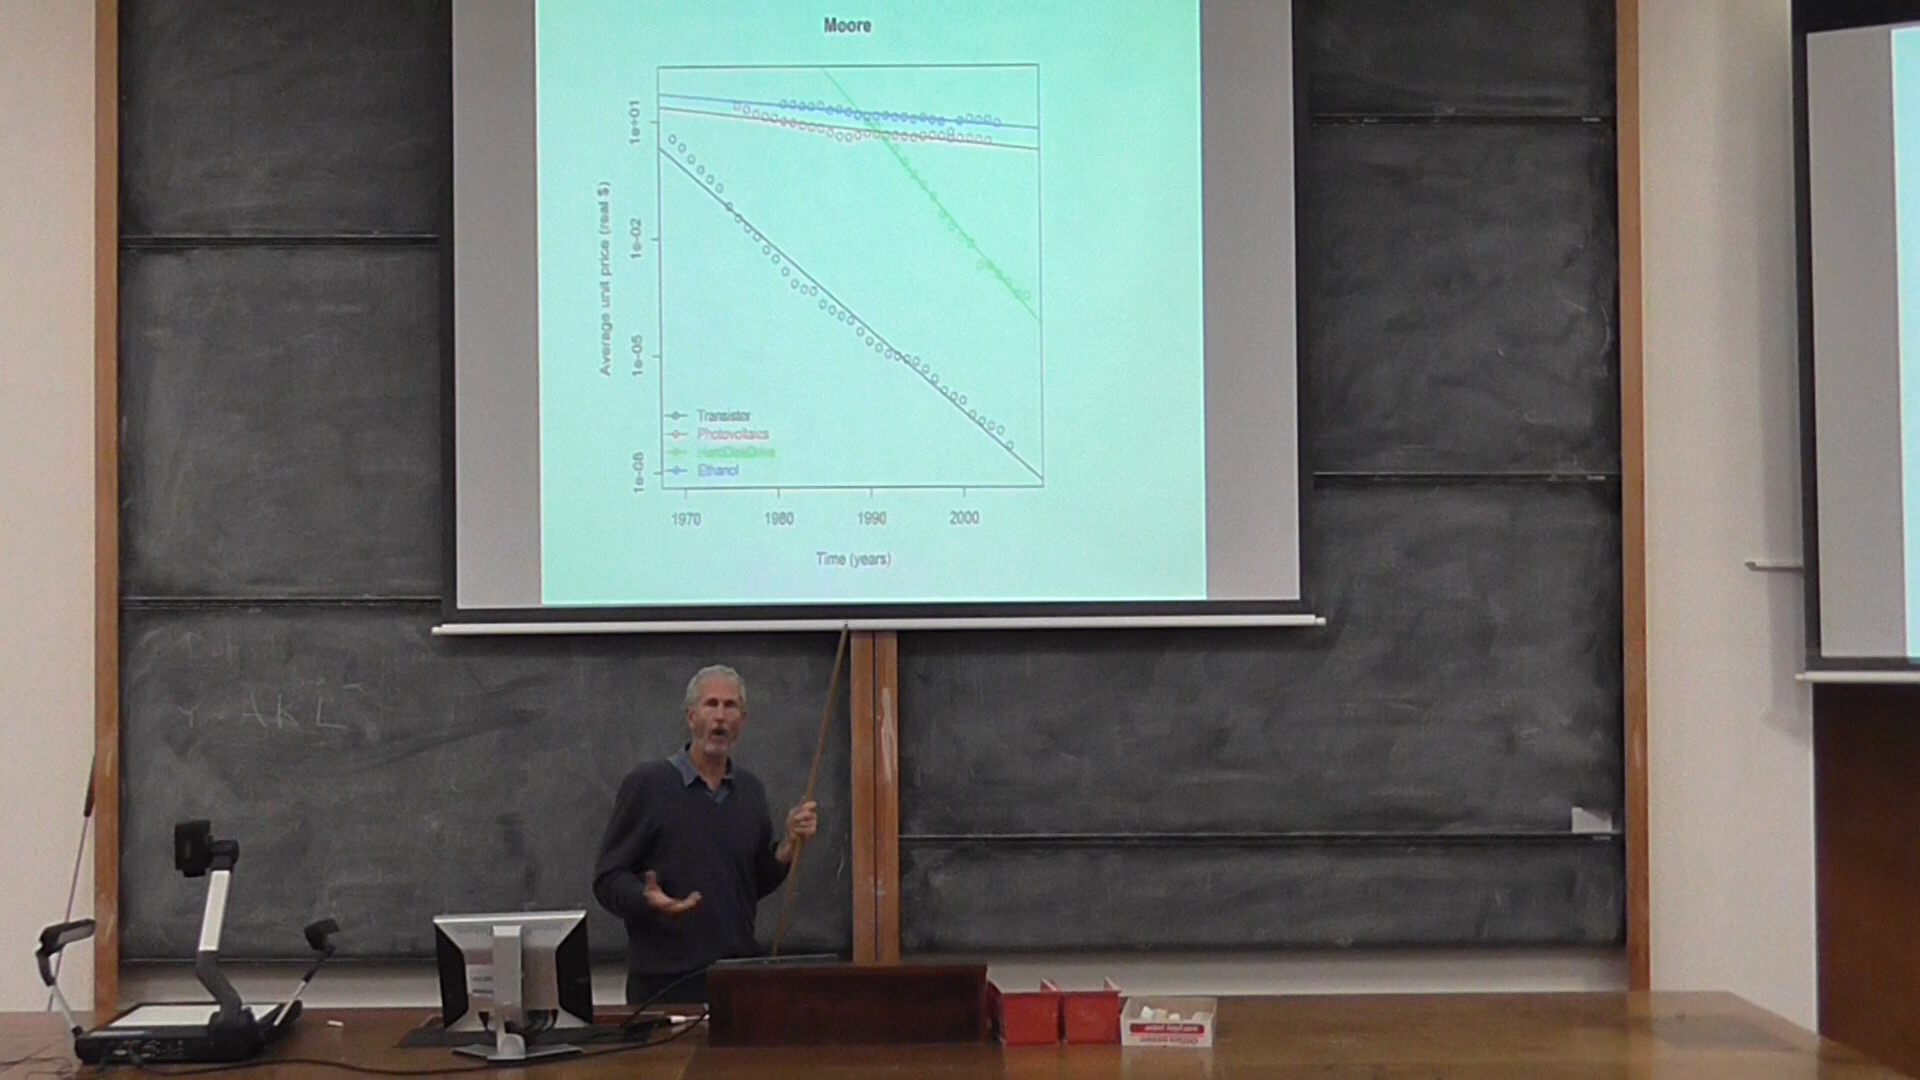 Moore
Average unit price (real $)
1e+01
1e-02
1e-05
1e-08
Transistor
Photovoltaics
HardDiskDrive
Ethanol
1970 1980 1990 2000
Time (years)
Y A K L